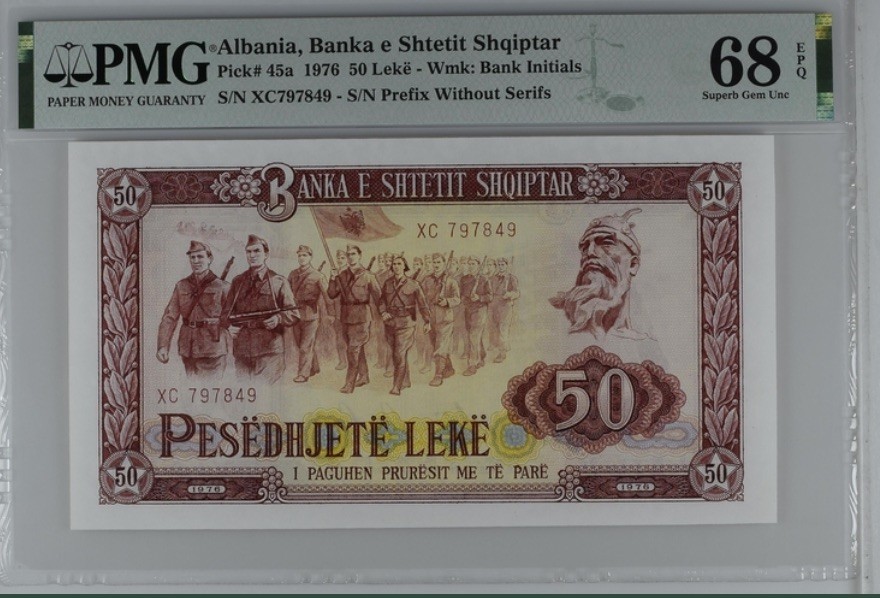 PMG®
PAPER MONEY GUARANTY
Albania, Banka e Shtetit Shqiptar
Pick# 45a 1976 50 Lekë - Wmk: Bank Initials
S/N XC797849 - S/N Prefix Without Serifs
68 EPQ
Superb Gem Unc
50
BANKA E SHTETIT SHQIPTAR
50
XC 797849
XC 797849
50
PESËDHJETË LEKË
I PAGUHEN PRURËSIT ME TË PARË
50
1976
1976
50